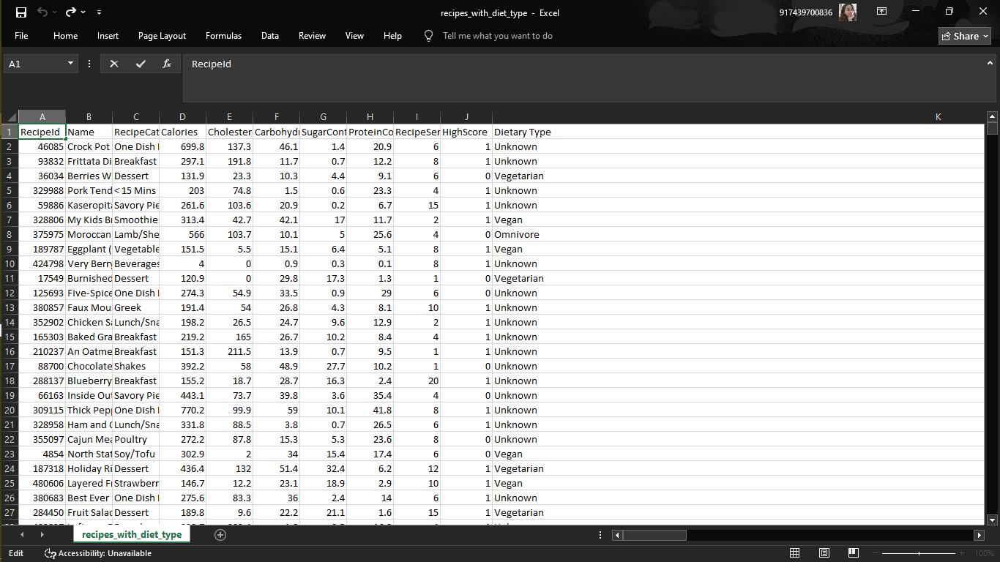 recipes_with_diet_type - Excel
917439700836
File Home Insert Page Layout Formulas Data Review View Help Tell me what you want to do Share
A1 fx RecipeId
A B C D E F G H I J K
1 RecipeId Name RecipeCat Calories Cholester Carbohydr SugarCont ProteinCo RecipeSer HighScore Dietary Type
2 46085 Crock Pot One Dish 699.8 137.3 46.1 1.4 20.9 6 1 Unknown
3 93832 Frittata Di Breakfast 297.1 191.8 11.7 0.7 12.2 8 1 Unknown
4 36034 Berries W Dessert 131.9 23.3 10.3 4.4 9.1 6 0 Vegetarian
5 329988 Pork Tend < 15 Mins 203 74.8 1.5 0.6 23.3 4 1 Unknown
6 59886 Kaseropita Savory Pie 261.6 103.6 20.9 0.2 6.7 15 1 Unknown
7 328806 My Kids B Smoothie 313.4 42.7 42.1 17 11.7 2 1 Vegan
8 375975 Moroccan Lamb/She 566 103.7 10.1 5 25.6 4 0 Omnivore
9 189787 Eggplant ( Vegetable 151.5 5.5 15.1 6.4 5.1 8 1 Vegan
10 424798 Very Berry Beverages 4 0 0.9 0.3 0.1 8 1 Unknown
11 17549 Burnished Dessert 120.9 0 29.8 17.3 1.3 1 0 Vegetarian
12 125693 Five-Spice One Dish 274.3 54.9 33.5 0.9 29 6 0 Unknown
13 380857 Faux Mou Greek 191.4 54 26.8 4.3 8.1 10 1 Unknown
14 352902 Chicken Sa Lunch/Sna 198.2 26.5 24.7 9.6 12.9 2 1 Unknown
15 165303 Baked Gra Breakfast 219.2 165 26.7 10.2 8.4 4 1 Unknown
16 210237 An Oatme Breakfast 151.3 211.5 13.9 0.7 9.5 1 1 Unknown
17 88700 Chocolate Shakes 392.2 58 48.9 27.7 10.2 1 0 Unknown
18 288137 Blueberry Breakfast 155.2 18.7 28.7 16.3 2.4 20 1 Unknown
19 66163 Inside Out Savory Pie 443.1 73.7 39.8 3.6 35.4 4 0 Unknown
20 309115 Thick Pepp One Dish 770.2 99.9 59 10.1 41.8 8 1 Unknown
21 328958 Ham and Lunch/Sna 331.8 88.5 3.8 0.7 26.5 6 1 Unknown
22 355097 Cajun Mea Poultry 272.2 87.8 15.3 5.3 23.6 8 0 Unknown
23 4854 North Stat Soy/Tofu 302.9 2 34 15.4 17.4 6 0 Vegan
24 187318 Holiday Ri Dessert 436.4 132 51.4 32.4 6.2 12 1 Vegetarian
25 480606 Layered Fr Strawberr 146.7 12.2 23.1 18.9 2.9 10 1 Vegan
26 380683 Best Ever One Dish 275.6 83.3 36 2.4 14 6 1 Unknown
27 284450 Fruit Salad Dessert 189.8 9.6 22.2 21.1 1.6 15 1 Vegetarian
recipes_with_diet_type
Edit Accessibility: Unavailable 100%